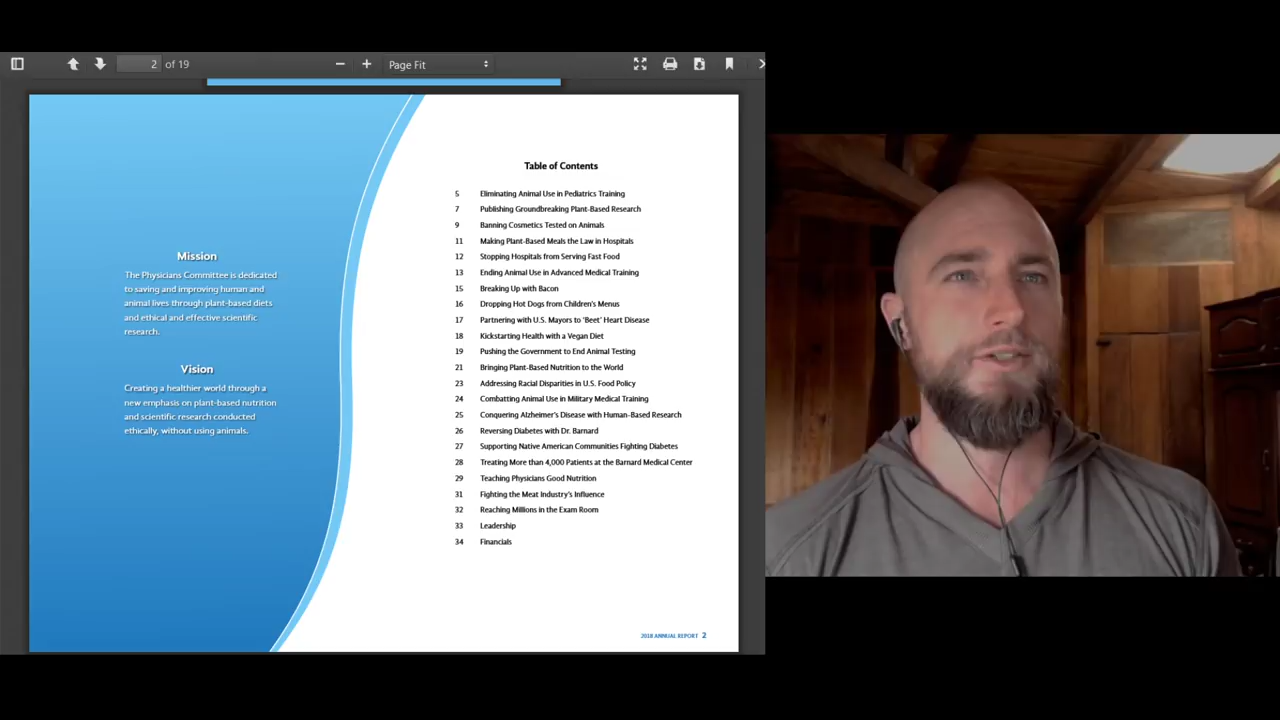 2 of 19
Page Fit
Mission
The Physicians Committee is dedicated
to saving and improving human and
animal lives through plant-based diets
and ethical and effective scientific
research.
Vision
Creating a healthier world through a
new emphasis on plant-based nutrition
and scientific research conducted
ethically, without using animals.
Table of Contents
5 Eliminating Animal Use in Pediatrics Training
7 Publishing Groundbreaking Plant-Based Research
9 Banning Cosmetics Tested on Animals
11 Making Plant-Based Meals the Law in Hospitals
12 Stopping Hospitals from Serving Fast Food
13 Ending Animal Use in Advanced Medical Training
15 Breaking Up with Bacon
16 Dropping Hot Dogs from Children's Menus
17 Partnering with U.S. Mayors to 'Beet' Heart Disease
18 Kickstarting Health with a Vegan Diet
19 Pushing the Government to End Animal Testing
21 Bringing Plant-Based Nutrition to the World
23 Addressing Racial Disparities in U.S. Food Policy
24 Combatting Animal Use in Military Medical Training
25 Conquering Alzheimer's Disease with Human-Based Research
26 Reversing Diabetes with Dr. Barnard
27 Supporting Native American Communities Fighting Diabetes
28 Treating More than 4,000 Patients at the Barnard Medical Center
29 Teaching Physicians Good Nutrition
31 Fighting the Meat Industry's Influence
32 Reaching Millions in the Exam Room
33 Leadership
34 Financials
2018 ANNUAL REPORT 2